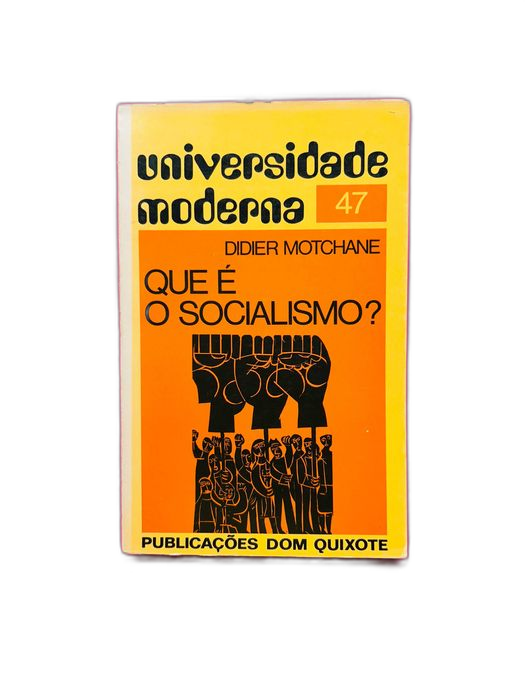 universidade
moderna 47
DIDIER MOTCHANE
QUE É
O SOCIALISMO?
PUBLICAÇÕES DOM QUIXOTE